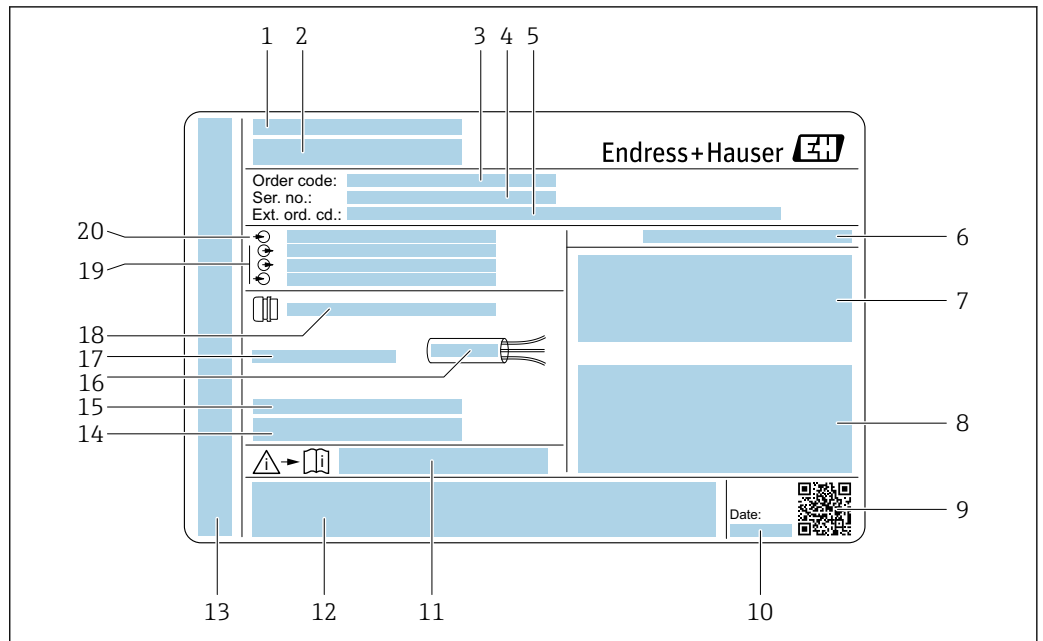 1 2 3 4 5
Endress+Hauser EH
Order code:
Ser. no.:
Ext. ord. cd.:
20
6
19
i
7
18
17
16
15
14
8
i i
Date:
9
13 12 11 10